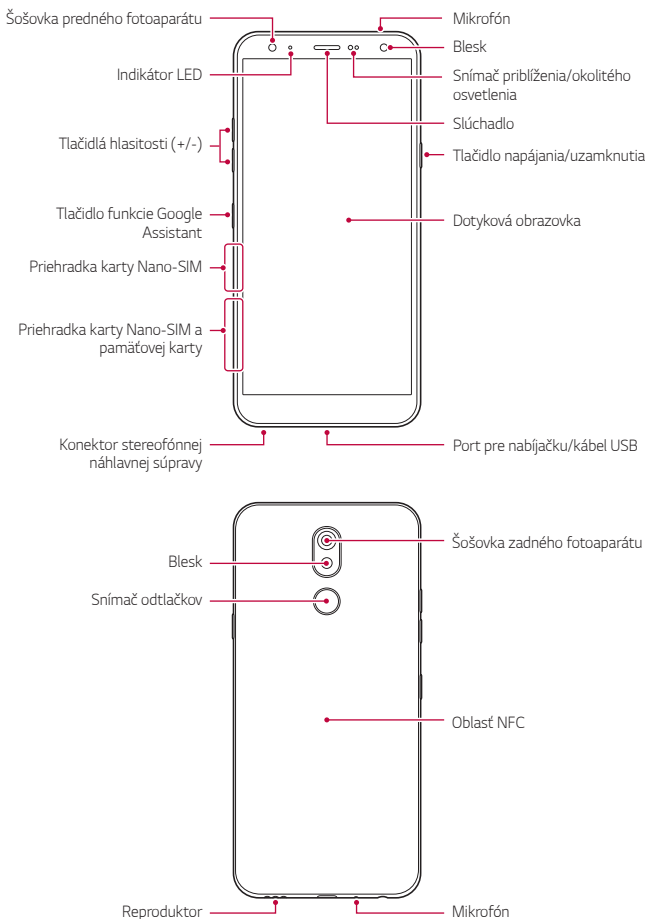 Šošovka predného fotoaparátu
Indikátor LED
Tlačidlá hlasitosti (+/-)
Tlačidlo funkcie Google
Assistant
Priehradka karty Nano-SIM
Priehradka karty Nano-SIM a
pamäťovej karty
Konektor stereofónnej
náhlavnej súpravy
Mikrofón
Blesk
Snímač priblíženia/okolitého
osvetlenia
Slúchadlo
Tlačidlo napájania/uzamknutia
Dotyková obrazovka
Port pre nabíjačku/kábel USB
Blesk
Snímač odtlačkov
Reproduktor
Šošovka zadného fotoaparátu
Oblasť NFC
Mikrofón